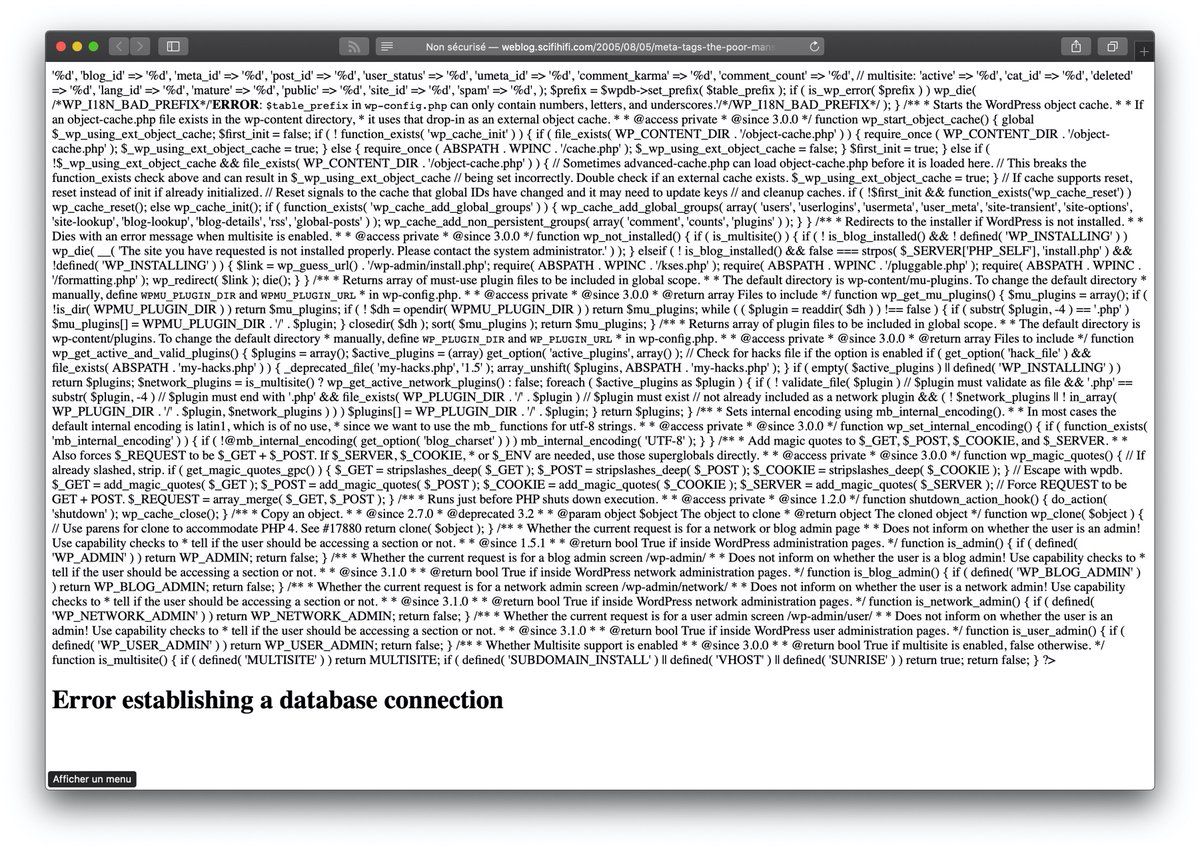 Non sécurisé — weblog.scifihifi.com/2005/08/05/meta-tags-the-poor-mans
'%d', 'blog_id' => '%d', 'meta_id' => '%d', 'post_id' => '%d', 'user_status' => '%d', 'umeta_id' => '%d', 'comment_karma' => '%d', 'comment_count' => '%d', // multisite: 'active' => '%d', 'cat_id' => '%d', 'deleted'
=> '%d', 'lang_id' => '%d', 'mature' => '%d', 'public' => '%d', 'site_id' => '%d', 'spam' => '%d', ); $prefix = $wpdb->set_prefix( $table_prefix ); if ( is_wp_error( $prefix ) ) wp_die(
/*WP_I18N_BAD_PREFIX*/'ERROR: $table_prefix in wp-config.php can only contain numbers, letters, and underscores.'/*/WP_I18N_BAD_PREFIX*/ ); } /** * Starts the WordPress object cache. * * If
an object-cache.php file exists in the wp-content directory, * it uses that drop-in as an external object cache. * * @access private * @since 3.0.0 */ function wp_start_object_cache() { global
$_wp_using_ext_object_cache; $first_init = false; if ( ! function_exists( 'wp_cache_init' ) ) { if ( file_exists( WP_CONTENT_DIR . '/object-cache.php' ) ) { require_once ( WP_CONTENT_DIR . '/object-
cache.php' ); $_wp_using_ext_object_cache = true; } else { require_once ( ABSPATH . WPINC . '/cache.php' ); $_wp_using_ext_object_cache = false; } $first_init = true; } else if (
!$_wp_using_ext_object_cache && file_exists( WP_CONTENT_DIR . '/object-cache.php' ) ) { // Sometimes advanced-cache.php can load object-cache.php before it is loaded here. // This breaks the
function_exists check above and can result in $_wp_using_ext_object_cache // being set incorrectly. Double check if an external cache exists. $_wp_using_ext_object_cache = true; } // If cache supports reset,
reset instead of init if already initialized. // Reset signals to the cache that global IDs have changed and it may need to update keys // and cleanup caches. if ( !$first_init && function_exists('wp_cache_reset') )
wp_cache_reset(); else wp_cache_init(); if ( function_exists( 'wp_cache_add_global_groups' ) ) { wp_cache_add_global_groups( array( 'users', 'userlogins', 'usermeta', 'user_meta', 'site-transient', 'site-options',
'site-lookup', 'blog-lookup', 'blog-details', 'rss', 'global-posts' ) ); wp_cache_add_non_persistent_groups( array( 'comment', 'counts', 'plugins' ) ); } } /** * Redirects to the installer if WordPress is not installed. * *
Dies with an error message when multisite is enabled. * * @access private * @since 3.0.0 */ function wp_not_installed() { if ( is_multisite() ) { if ( ! is_blog_installed() && ! defined( 'WP_INSTALLING' ) )
wp_die( __( 'The site you have requested is not installed properly. Please contact the system administrator.' ) ); } elseif ( ! is_blog_installed() && false === strpos( $_SERVER['PHP_SELF'], 'install.php' ) &&
!defined( 'WP_INSTALLING' ) ) { $link = wp_guess_url() . '/wp-admin/install.php'; require( ABSPATH . WPINC . '/kses.php' ); require( ABSPATH . WPINC . '/pluggable.php' ); require( ABSPATH . WPINC .
'/formatting.php' ); wp_redirect( $link ); die(); } } /** * Returns array of must-use plugin files to be included in global scope. * * The default directory is wp-content/mu-plugins. To change the default directory *
manually, define WPMU_PLUGIN_DIR and WPMU_PLUGIN_URL * in wp-config.php. * * @access private * @since 3.0.0 * @return array Files to include */ function wp_get_mu_plugins() { $mu_plugins = array(); if (
!is_dir( WPMU_PLUGIN_DIR ) ) return $mu_plugins; if ( ! $dh = opendir( WPMU_PLUGIN_DIR ) ) return $mu_plugins; while ( ( $plugin = readdir( $dh ) ) !== false ) { if ( substr( $plugin, -4 ) == '.php' )
$mu_plugins[] = WPMU_PLUGIN_DIR . '/' . $plugin; } closedir( $dh ); sort( $mu_plugins ); return $mu_plugins; } /** * Returns array of plugin files to be included in global scope. * * The default directory is
wp-content/plugins. To change the default directory * manually, define WP_PLUGIN_DIR and WP_PLUGIN_URL * in wp-config.php. * * @access private * @since 3.0.0 * @return array Files to include */ function
wp_get_active_and_valid_plugins() { $plugins = array(); $active_plugins = (array) get_option( 'active_plugins', array() ); // Check for hacks file if the option is enabled if ( get_option( 'hack_file' ) &&
file_exists( ABSPATH . 'my-hacks.php' ) ) { _deprecated_file( 'my-hacks.php', '1.5' ); array_unshift( $plugins, ABSPATH . 'my-hacks.php' ); } if ( empty( $active_plugins ) || defined( 'WP_INSTALLING' ) )
return $plugins; $network_plugins = is_multisite() ? wp_get_active_network_plugins() : false; foreach ( $active_plugins as $plugin ) { if ( ! validate_file( $plugin ) // $plugin must validate as file && '.php' ==
substr( $plugin, -4 ) // $plugin must end with '.php' && file_exists( WP_PLUGIN_DIR . '/' . $plugin ) // $plugin must exist // not already included as a network plugin && ( ! $network_plugins || ! in_array(
WP_PLUGIN_DIR . '/' . $plugin, $network_plugins ) ) ) $plugins[] = WP_PLUGIN_DIR . '/' . $plugin; } return $plugins; } /** * Sets internal encoding using mb_internal_encoding(). * * In most cases the
default internal encoding is latin1, which is of no use, * since we want to use the mb_ functions for utf-8 strings. * * @access private * @since 3.0.0 */ function wp_set_internal_encoding() { if ( function_exists(
'mb_internal_encoding' ) ) { if ( !@mb_internal_encoding( get_option( 'blog_charset' ) ) ) mb_internal_encoding( 'UTF-8' ); } } /** * Add magic quotes to $_GET, $_POST, $_COOKIE, and $_SERVER. * *
Also forces $_REQUEST to be $_GET + $_POST. If $_SERVER, $_COOKIE, * or $_ENV are needed, use those superglobals directly. * * @access private * @since 3.0.0 */ function wp_magic_quotes() { // If
already slashed, strip. if ( get_magic_quotes_gpc() ) { $_GET = stripslashes_deep( $_GET ); $_POST = stripslashes_deep( $_POST ); $_COOKIE = stripslashes_deep( $_COOKIE ); } // Escape with wpdb.
$_GET = add_magic_quotes( $_GET ); $_POST = add_magic_quotes( $_POST ); $_COOKIE = add_magic_quotes( $_COOKIE ); $_SERVER = add_magic_quotes( $_SERVER ); // Force REQUEST to be
GET + POST. $_REQUEST = array_merge( $_GET, $_POST ); } /** * Runs just before PHP shuts down execution. * * @access private * @since 1.2.0 */ function shutdown_action_hook() { do_action(
'shutdown' ); wp_cache_close(); } /** * Copy an object. * * @since 2.7.0 * @deprecated 3.2 * * @param object $object The object to clone * @return object The cloned object */ function wp_clone( $object ) {
// Use parens for clone to accommodate PHP 4. See #17880 return clone( $object ); } /** * Whether the current request is for a network or blog admin page * * Does not inform on whether the user is an admin!
Use capability checks to * tell if the user should be accessing a section or not. * * @since 1.5.1 * * @return bool True if inside WordPress administration pages. */ function is_admin() { if ( defined(
'WP_ADMIN' ) ) return WP_ADMIN; return false; } /** * Whether the current request is for a blog admin screen /wp-admin/ * * Does not inform on whether the user is a blog admin! Use capability checks to *
tell if the user should be accessing a section or not. * * @since 3.1.0 * * @return bool True if inside WordPress network administration pages. */ function is_blog_admin() { if ( defined( 'WP_BLOG_ADMIN' )
) return WP_BLOG_ADMIN; return false; } /** * Whether the current request is for a network admin screen /wp-admin/network/ * * Does not inform on whether the user is a network admin! Use capability
checks to * tell if the user should be accessing a section or not. * * @since 3.1.0 * * @return bool True if inside WordPress network administration pages. */ function is_network_admin() { if ( defined(
'WP_NETWORK_ADMIN' ) ) return WP_NETWORK_ADMIN; return false; } /** * Whether the current request is for a user admin screen /wp-admin/user/ * * Does not inform on whether the user is an
admin! Use capability checks to * tell if the user should be accessing a section or not. * * @since 3.1.0 * * @return bool True if inside WordPress user administration pages. */ function is_user_admin() { if (
defined( 'WP_USER_ADMIN' ) ) return WP_USER_ADMIN; return false; } /** * Whether Multisite support is enabled * * @since 3.0.0 * * @return bool True if multisite is enabled, false otherwise. */
function is_multisite() { if ( defined( 'MULTISITE' ) ) return MULTISITE; if ( defined( 'SUBDOMAIN_INSTALL' ) || defined( 'VHOST' ) || defined( 'SUNRISE' ) ) return true; return false; } ?>
Error establishing a database connection
Afficher un menu